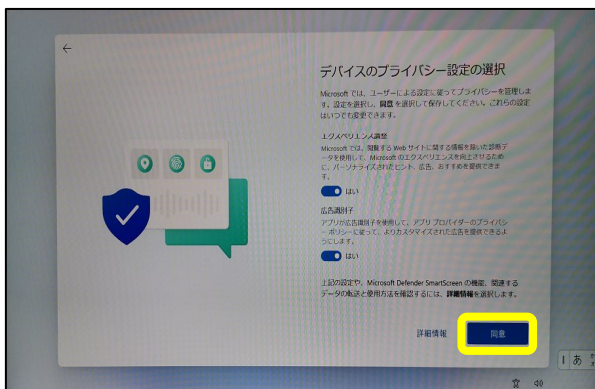 デバイスのプライバシー設定の選択
Microsoft では、ユーザーによる設定に従ってプライバシーを管理しま
す。設定を選択し、同意 を選択して保存してください。これらの設定
はいつでも変更できます。
エクスペリエンス調整
Microsoft では、閲覧する Web サイトに関する情報を除いた診断デ
ータを使用して、Microsoft のエクスペリエンスを向上させるため
に、パーソナライズされたヒント、広告、おすすめを提供できま
す。
はい
広告識別子
アプリが広告識別子を使用して、アプリ プロバイダーのプライバシ
ー ポリシーに従って、よりカスタマイズされた広告を提供できるよ
うにします。
はい
上記の設定や、Microsoft Defender SmartScreen の機能、関連する
データの転送と使用方法を確認するには、詳細情報を選択します。
詳細情報
同意
あ